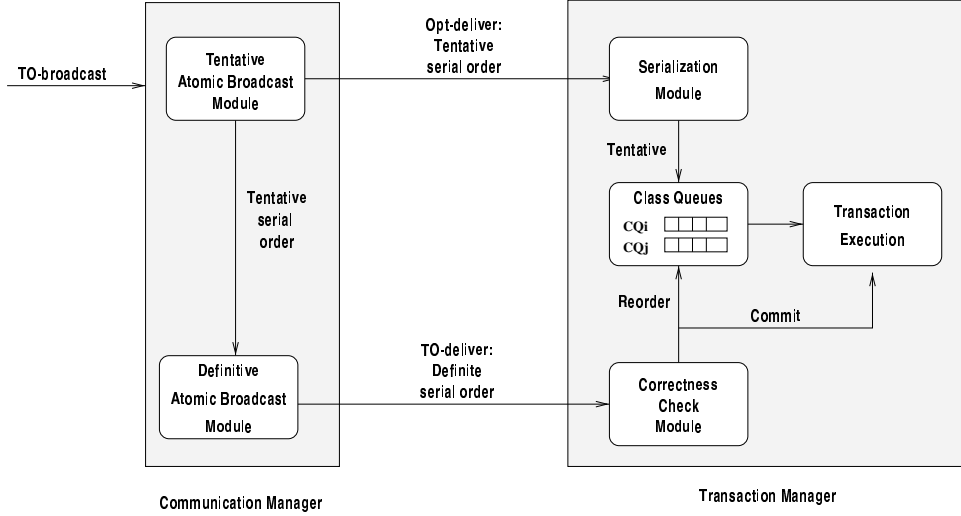 TO-broadcast
Tentative
Atomic Broadcast
Module
Tentative
serial
order
Definitive
Atomic Broadcast
Module
Communication Manager
Opt-deliver:
Tentative
serial order
TO-deliver:
Definite
serial order
Serialization
Module
Tentative
Class Queues
CQi
CQj
Transaction
Execution
Reorder
Commit
Correctness
Check
Module
Transaction Manager